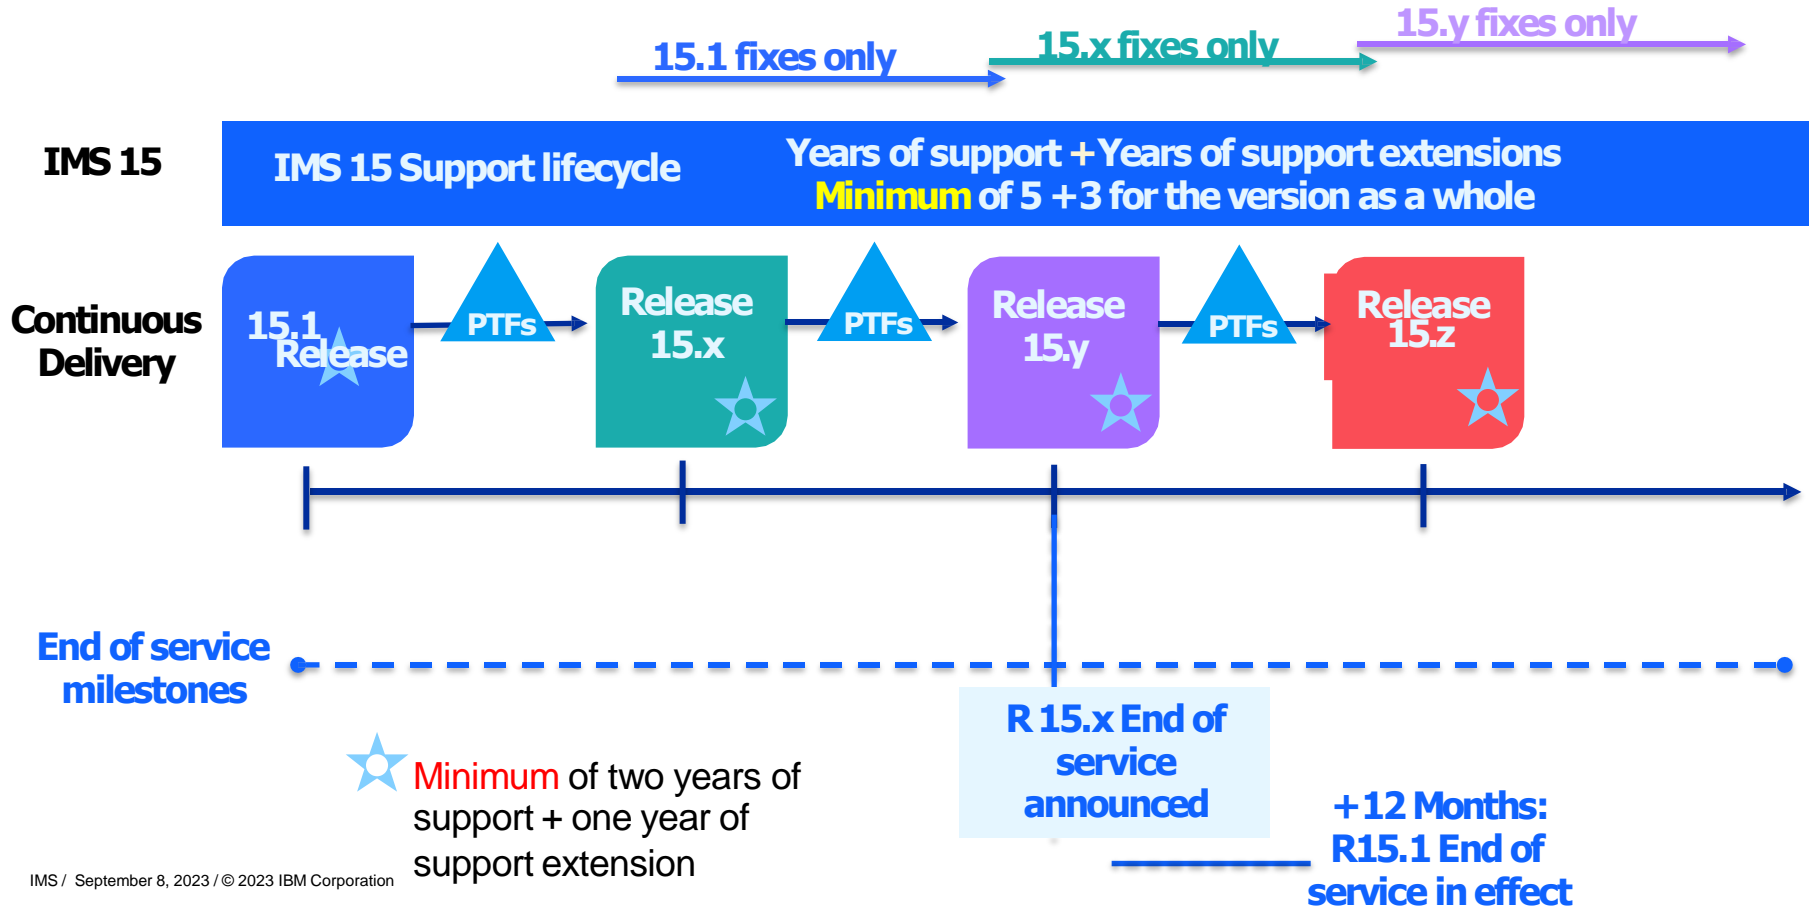 15.1 fixes only
15.x fixes only
15.y fixes only
IMS 15
IMS 15 Support lifecycle
Years of support + Years of support extensions
Minimum of 5 + 3 for the version as a whole
Continuous
Delivery
15.1
Release
PTFs
Release
15.x
PTFs
Release
15.y
PTFs
Release
15.z
End of service
milestones
R 15.x End of
service
announced
Minimum of two years of
support + one year of
support extension
+12 Months:
R15.1 End of
service in effect
IMS / September 8, 2023 / © 2023 IBM Corporation